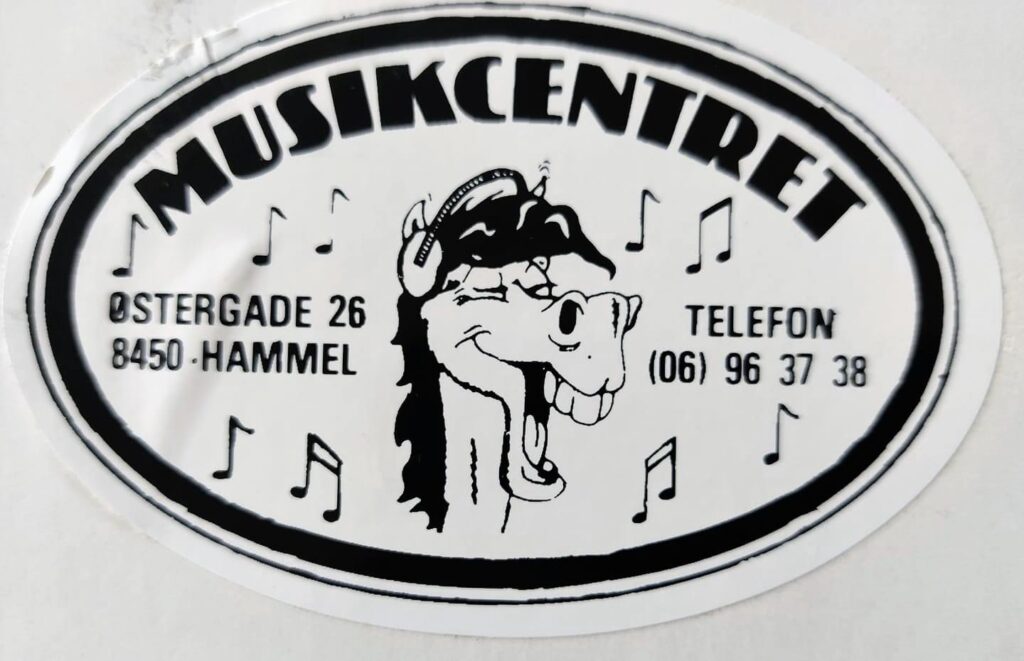 MUSIKCENTRET
ØSTERGADE 26
8450 HAMMEL
TELEFON
(06) 96 37 38